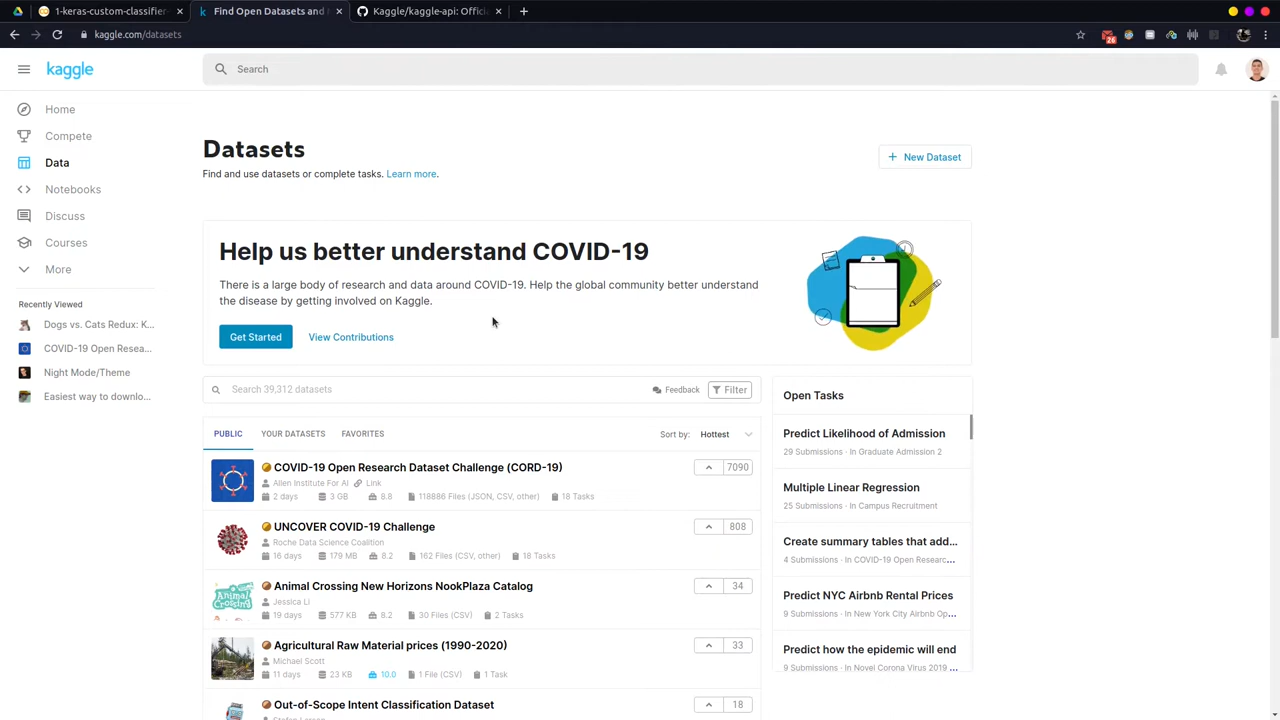 1-keras-custom-classifier
Find Open Datasets and
Kaggle/kaggle-api: Offici
kaggle.com/datasets
26
kaggle
Search
Home
Compete
Data
Notebooks
Discuss
Courses
More
Recently Viewed
Dogs vs. Cats Redux: K...
COVID-19 Open Resea...
Night Mode/Theme
Easiest way to downlo...
Datasets
Find and use datasets or complete tasks. Learn more.
+ New Dataset
Help us better understand COVID-19
There is a large body of research and data around COVID-19. Help the global community better understand
the disease by getting involved on Kaggle.
Get Started
View Contributions
Search 39,312 datasets
Feedback
Filter
PUBLIC
YOUR DATASETS
FAVORITES
Sort by:
Hottest
COVID-19 Open Research Dataset Challenge (CORD-19)
Allen Institute For AI Link
2 days 3 GB 8.8 118886 Files (JSON, CSV, other) 18 Tasks
7090
UNCOVER COVID-19 Challenge
Roche Data Science Coalition
16 days 179 MB 8.2 162 Files (CSV, other) 18 Tasks
808
Animal Crossing New Horizons NookPlaza Catalog
Jessica Li
19 days 577 KB 8.2 30 Files (CSV) 2 Tasks
34
Agricultural Raw Material prices (1990-2020)
Michael Scott
11 days 23 KB 10.0 1 File (CSV) 1 Task
33
Out-of-Scope Intent Classification Dataset
18
Open Tasks
Predict Likelihood of Admission
29 Submissions · In Graduate Admission 2
Multiple Linear Regression
25 Submissions · In Campus Recruitment
Create summary tables that add...
4 Submissions · In COVID-19 Open Researc...
Predict NYC Airbnb Rental Prices
9 Submissions · In New York City Airbnb Op...
Predict how the epidemic will end
9 Submissions · In Novel Corona Virus 2019 ...